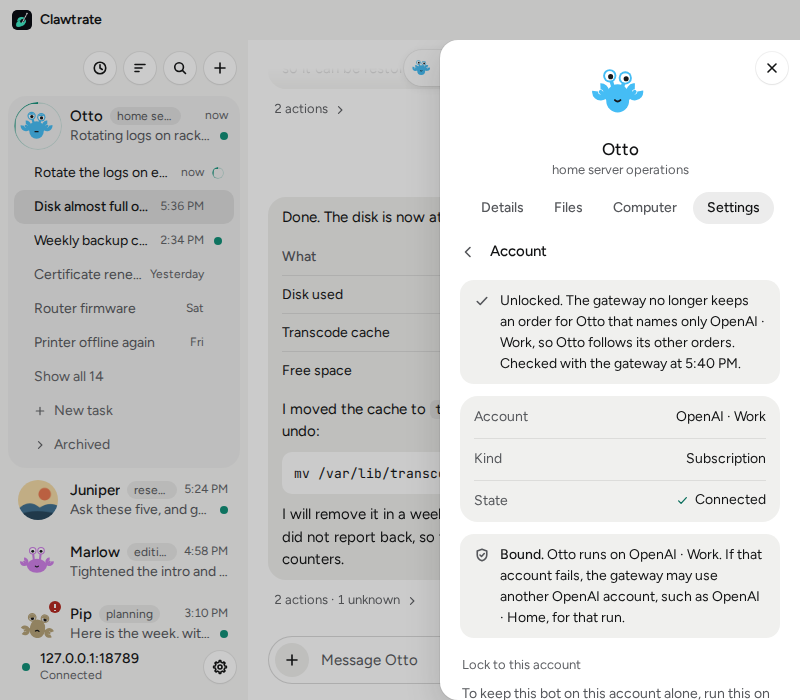 Clawtrate
Otto home se... now
Rotating logs on rack...
Rotate the logs on e... now
Disk almost full o... 5:36 PM
Weekly backup c... 2:34 PM
Certificate rene... Yesterday
Router firmware Sat
Printer offline again Fri
Show all 14
New task
Archived
Juniper rese... 5:24 PM
Ask these five, and g...
Marlow editi... 4:58 PM
Tightened the intro and ...
Pip planning 3:10 PM
Here is the week. wit...
127.0.0.1:18789
Connected
2 actions
Done. The disk is now at
What
Disk used
Transcode cache
Free space
I moved the cache to
undo:
mv /var/lib/transc
I will remove it in a week
did not report back, so
counters.
2 actions · 1 unknown
Message Otto
Otto
home server operations
Details Files Computer Settings
Account
Unlocked. The gateway no longer keeps
an order for Otto that names only OpenAI ·
Work, so Otto follows its other orders.
Checked with the gateway at 5:40 PM.
Account OpenAI · Work
Kind Subscription
State Connected
Bound. Otto runs on OpenAI · Work. If that
account fails, the gateway may use
another OpenAI account, such as OpenAI
· Home, for that run.
Lock to this account
To keep this bot on this account alone, run this on